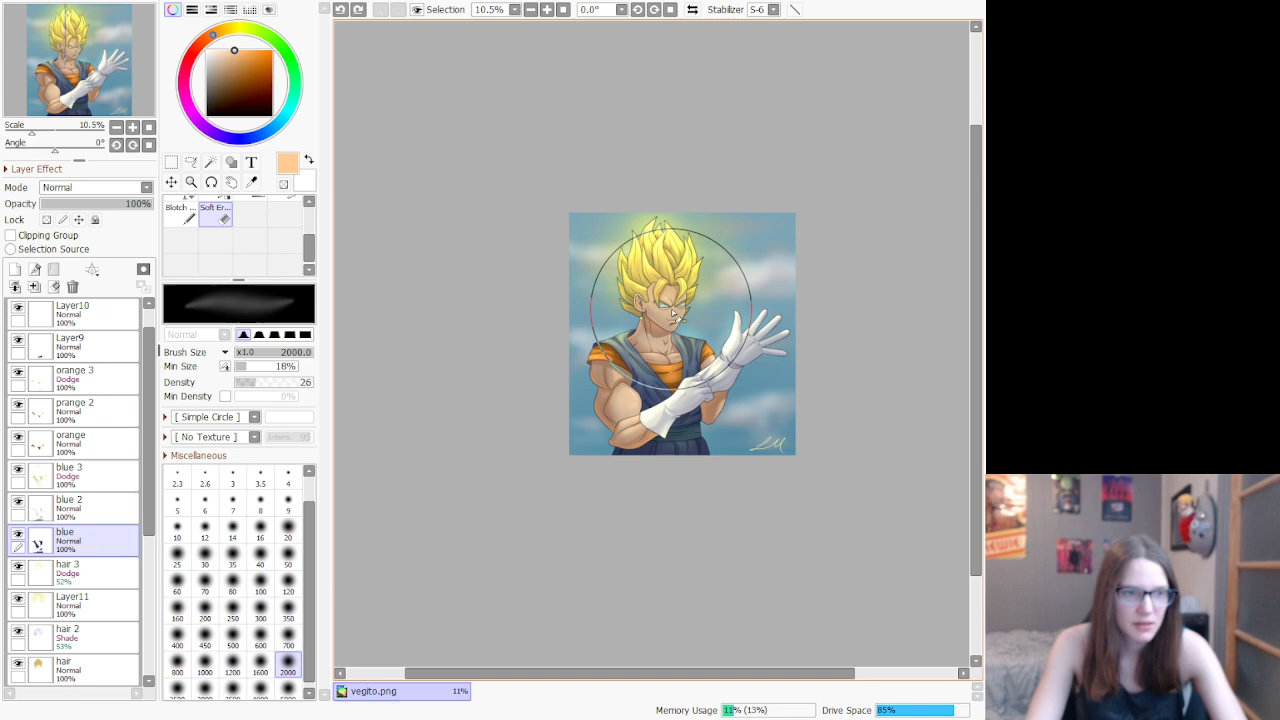 Selection
10.5%
0.0°
Stabilizer
S-6
Scale
10.5%
Angle
0°
Layer Effect
Mode
Normal
Opacity
100%
Lock
Clipping Group
Selection Source
Layer10
Normal
100%
Layer9
Normal
100%
orange 3
Dodge
100%
orange 2
Normal
100%
orange
Normal
100%
blue 3
Dodge
100%
blue 2
Normal
100%
blue
Normal
100%
hair 3
Dodge
52%
Layer11
Normal
100%
hair 2
Shade
53%
hair
Normal
100%
T
Blotch ...
Soft Er...
Normal
Brush Size
x1.0
2000.0
Min Size
18%
Density
26
Min Density
0%
[ Simple Circle ]
[ No Texture ]
95
Miscellaneous
2.3 2.6 3 3.5 4
5 6 7 8 9
10 12 14 16 20
25 30 35 40 50
60 70 80 100 120
160 200 250 300 350
400 450 500 600 700
800 1000 1200 1600 2000
vegito.png
11%
Memory Usage
11% (13%)
Drive Space
85%